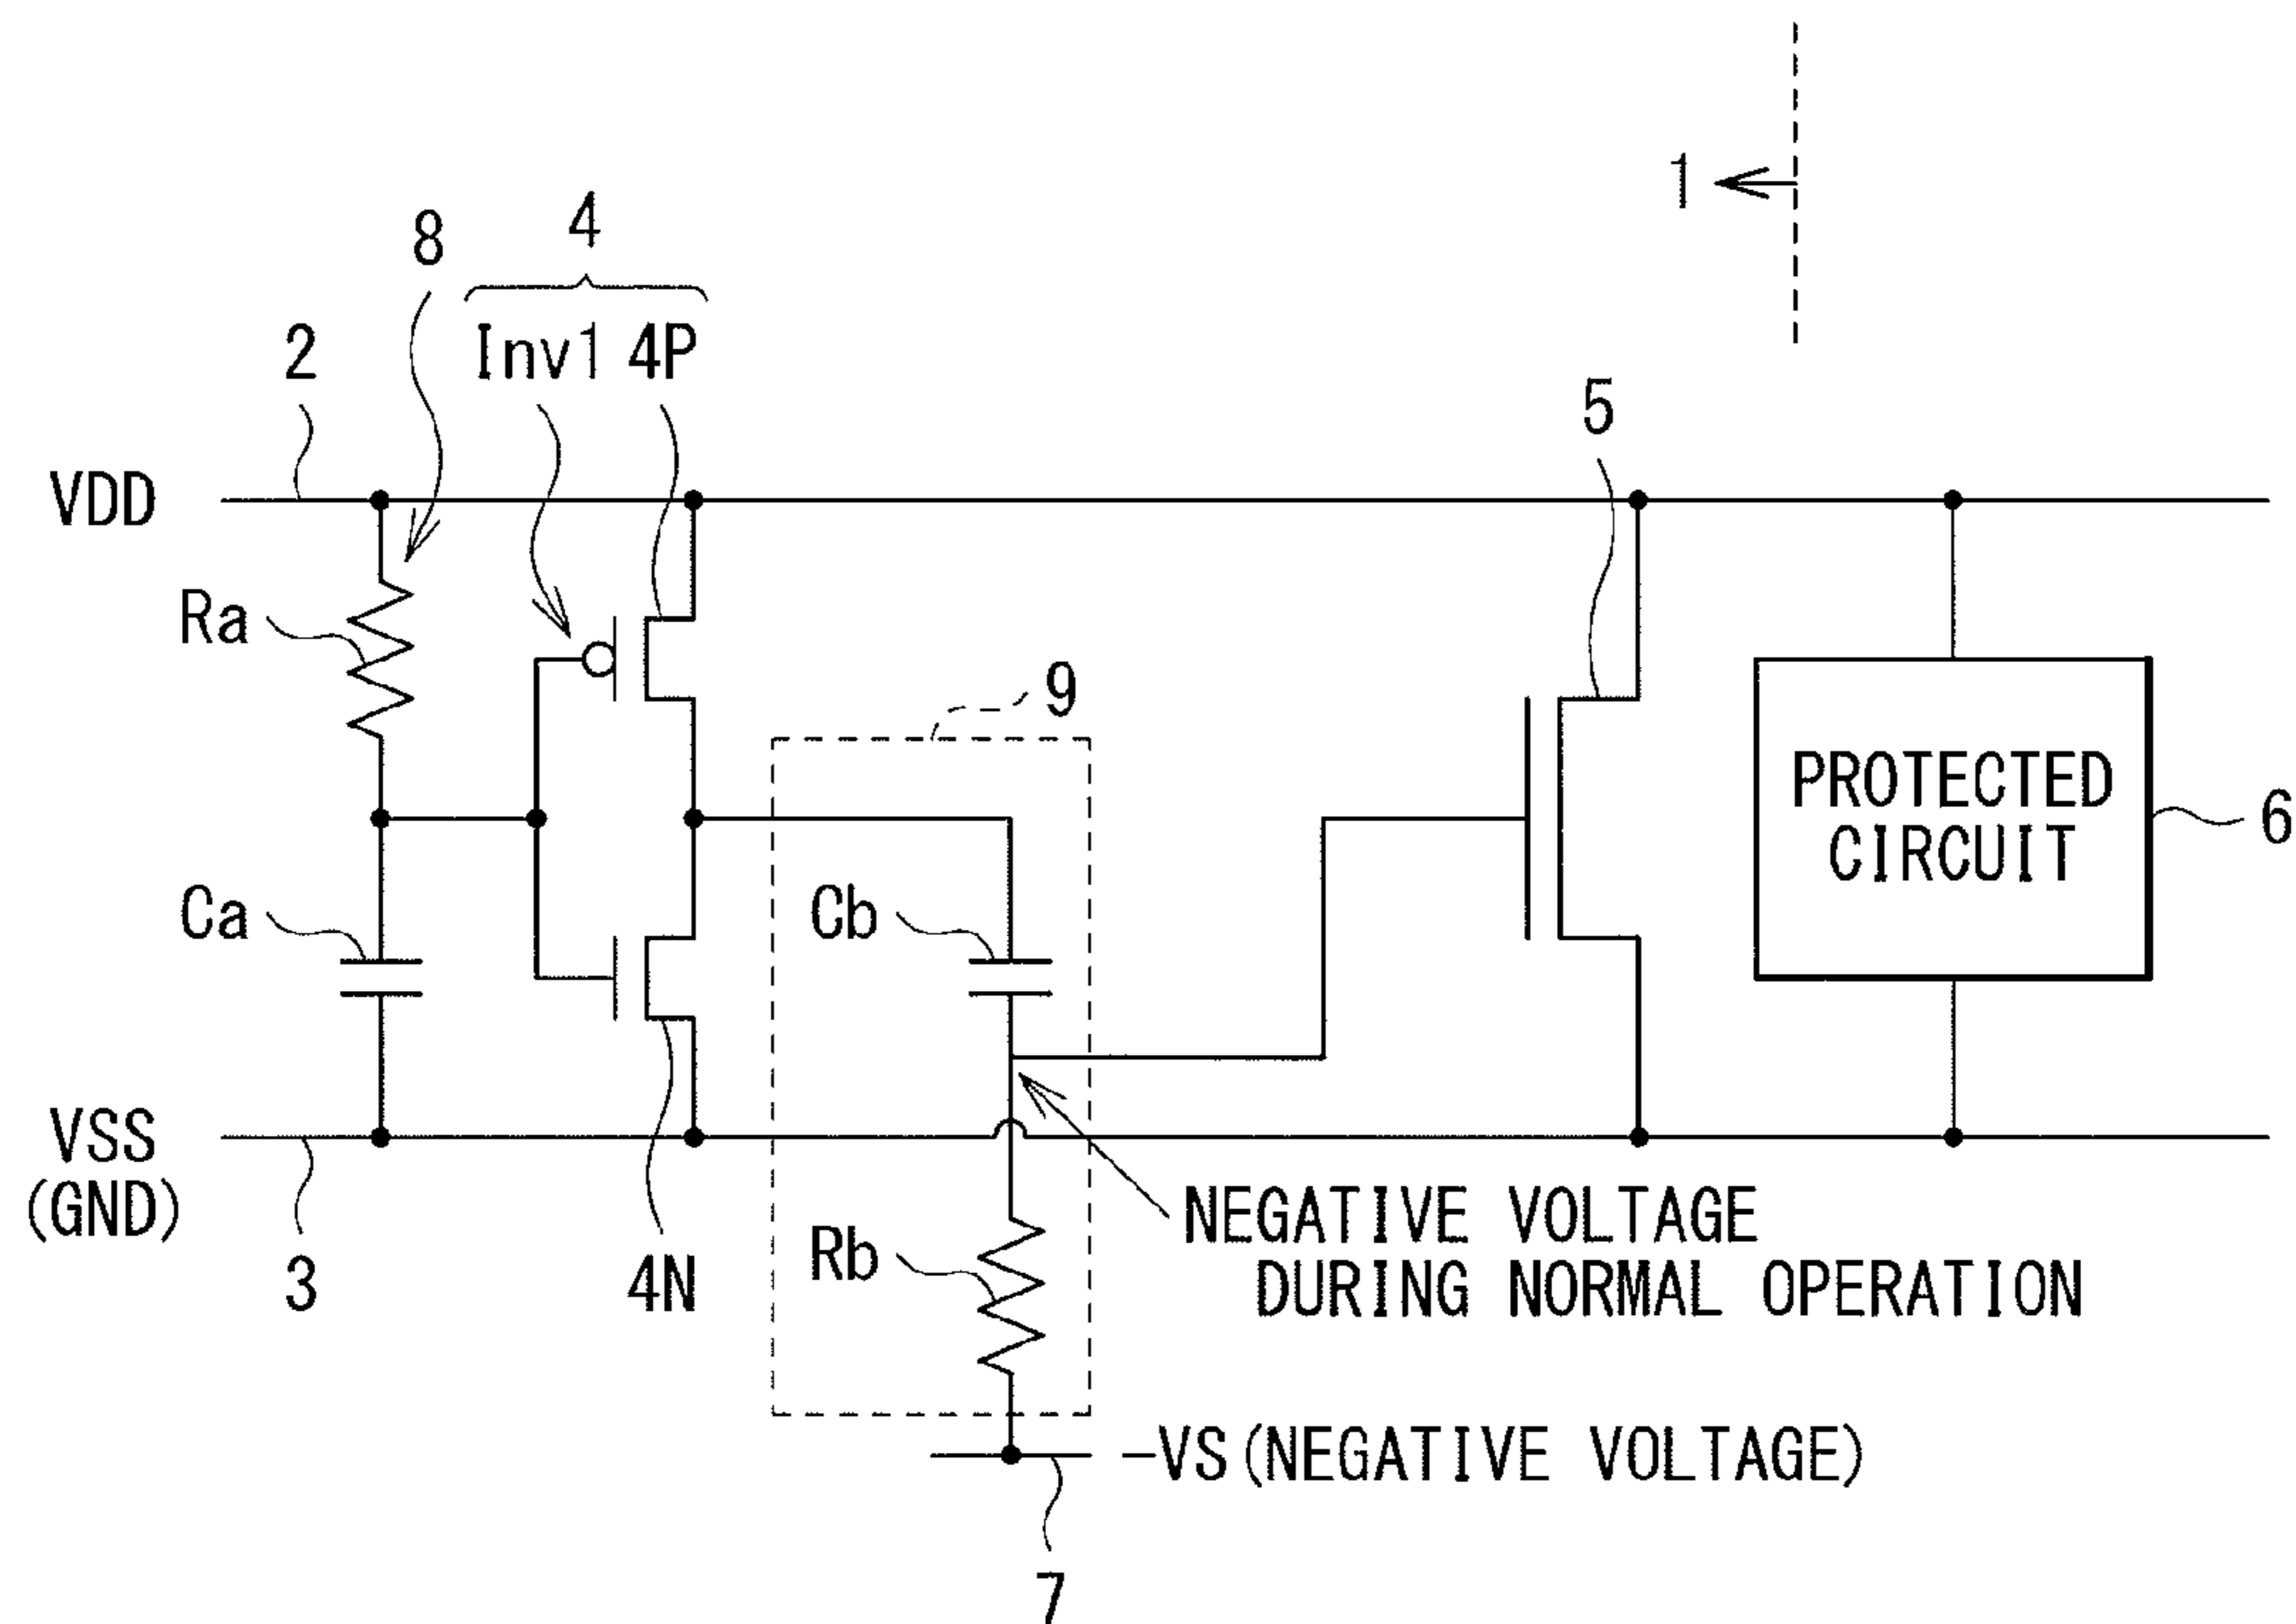 1
8
4
Inv1 4P
2
5
VDD
Ra
9
PROTECTED
CIRCUIT
6
Ca
Cb
VSS
(GND)
NEGATIVE VOLTAGE
DURING NORMAL OPERATION
Rb
3
4N
-VS(NEGATIVE VOLTAGE)
7